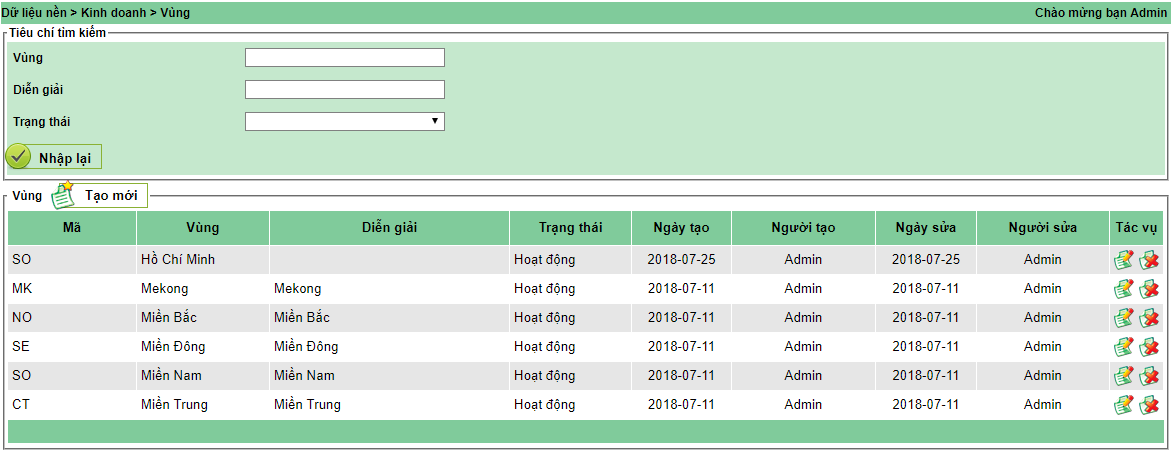 Dữ liệu nền > Kinh doanh > Vùng Chào mừng bạn Admin
Tiêu chí tìm kiếm
Vùng
Diễn giải
Trạng thái
Nhập lại
Vùng Tạo mới
Mã Vùng Diễn giải Trạng thái Ngày tạo Người tạo Ngày sửa Người sửa Tác vụ
SO Hồ Chí Minh Hoạt động 2018-07-25 Admin 2018-07-25 Admin
MK Mekong Mekong Hoạt động 2018-07-11 Admin 2018-07-11 Admin
NO Miền Bắc Miền Bắc Hoạt động 2018-07-11 Admin 2018-07-11 Admin
SE Miền Đông Miền Đông Hoạt động 2018-07-11 Admin 2018-07-11 Admin
SO Miền Nam Miền Nam Hoạt động 2018-07-11 Admin 2018-07-11 Admin
CT Miền Trung Miền Trung Hoạt động 2018-07-11 Admin 2018-07-11 Admin